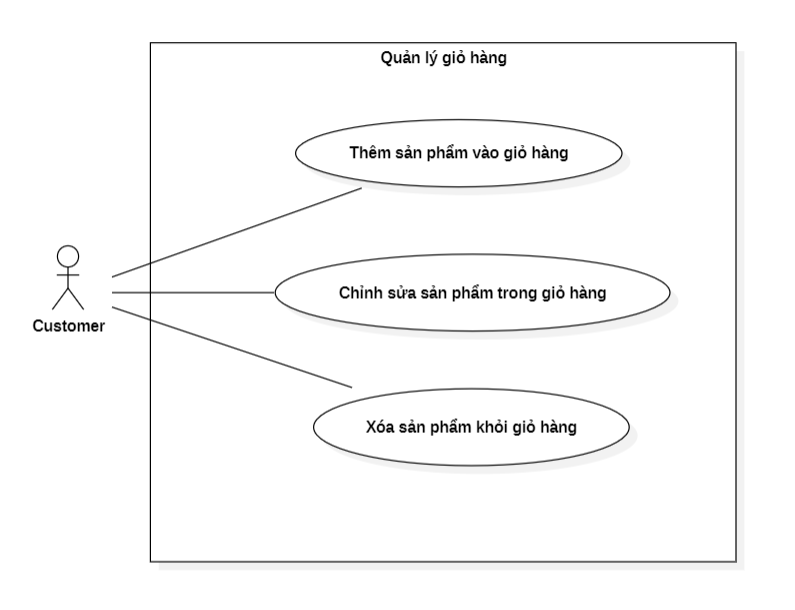 Quản lý giỏ hàng
Thêm sản phẩm vào giỏ hàng
Chỉnh sửa sản phẩm trong giỏ hàng
Customer
Xóa sản phẩm khỏi giỏ hàng